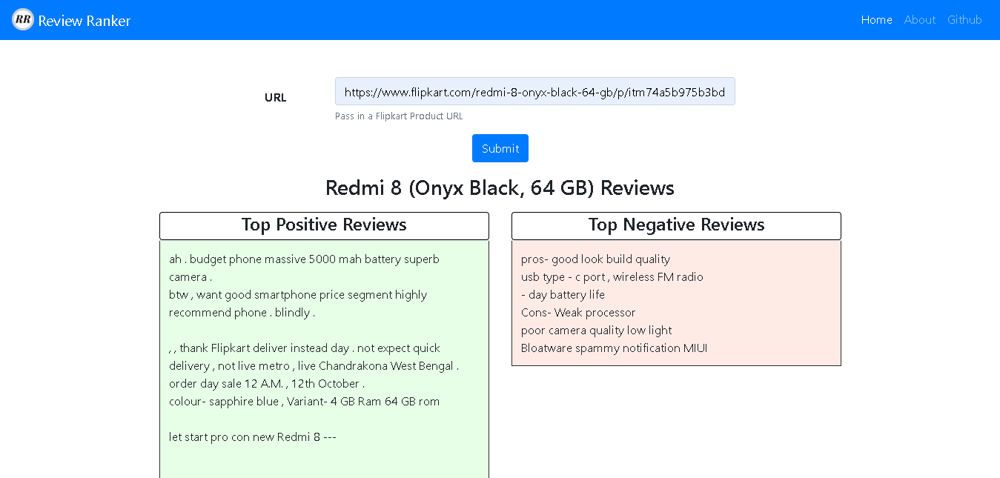 RR Review Ranker
Home About Github
URL
https://www.flipkart.com/redmi-8-onyx-black-64-gb/p/itm74a5b975b3bd
Pass in a Flipkart Product URL
Submit
Redmi 8 (Onyx Black, 64 GB) Reviews
Top Positive Reviews
ah . budget phone massive 5000 mah battery superb
camera .
btw , want good smartphone price segment highly
recommend phone . blindly .
, , thank Flipkart deliver instead day . not expect quick
delivery , not live metro , live Chandrakona West Bengal .
order day sale 12 A.M. , 12th October .
colour- sapphire blue , Variant- 4 GB Ram 64 GB rom
let start pro con new Redmi 8 ---
Top Negative Reviews
pros- good look build quality
usb type - c port , wireless FM radio
- day battery life
Cons- Weak processor
poor camera quality low light
Bloatware spammy notification MIUI